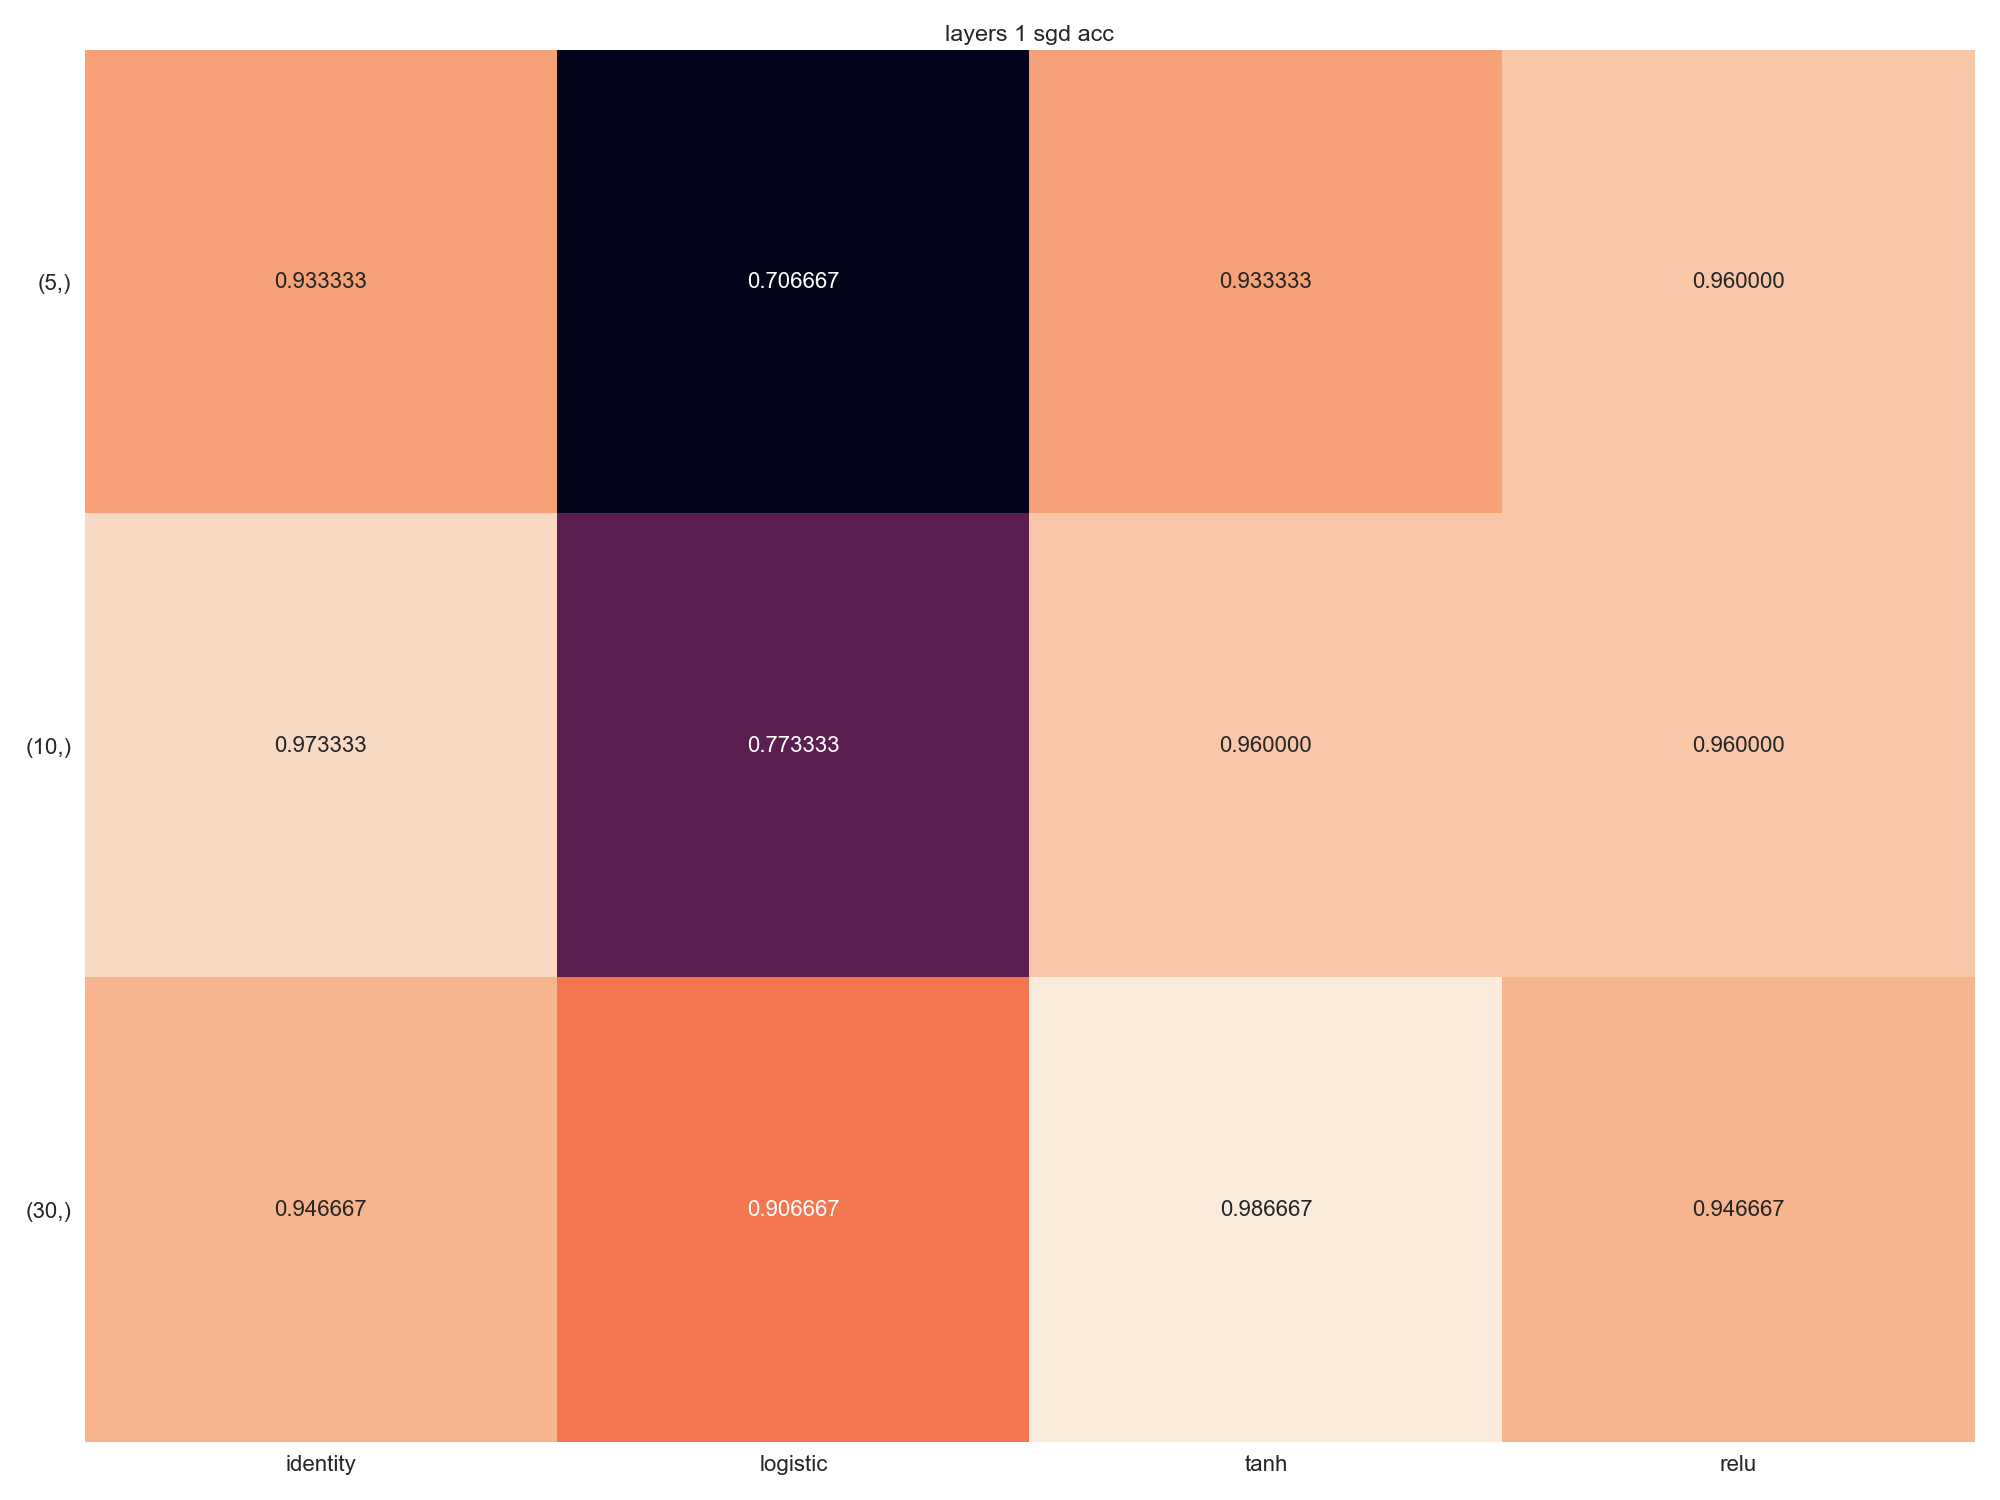 layers 1 sgd acc
(5,) 0.933333 0.706667 0.933333 0.960000
(10,) 0.973333 0.773333 0.960000 0.960000
(30,) 0.946667 0.906667 0.986667 0.946667
identity logistic tanh relu